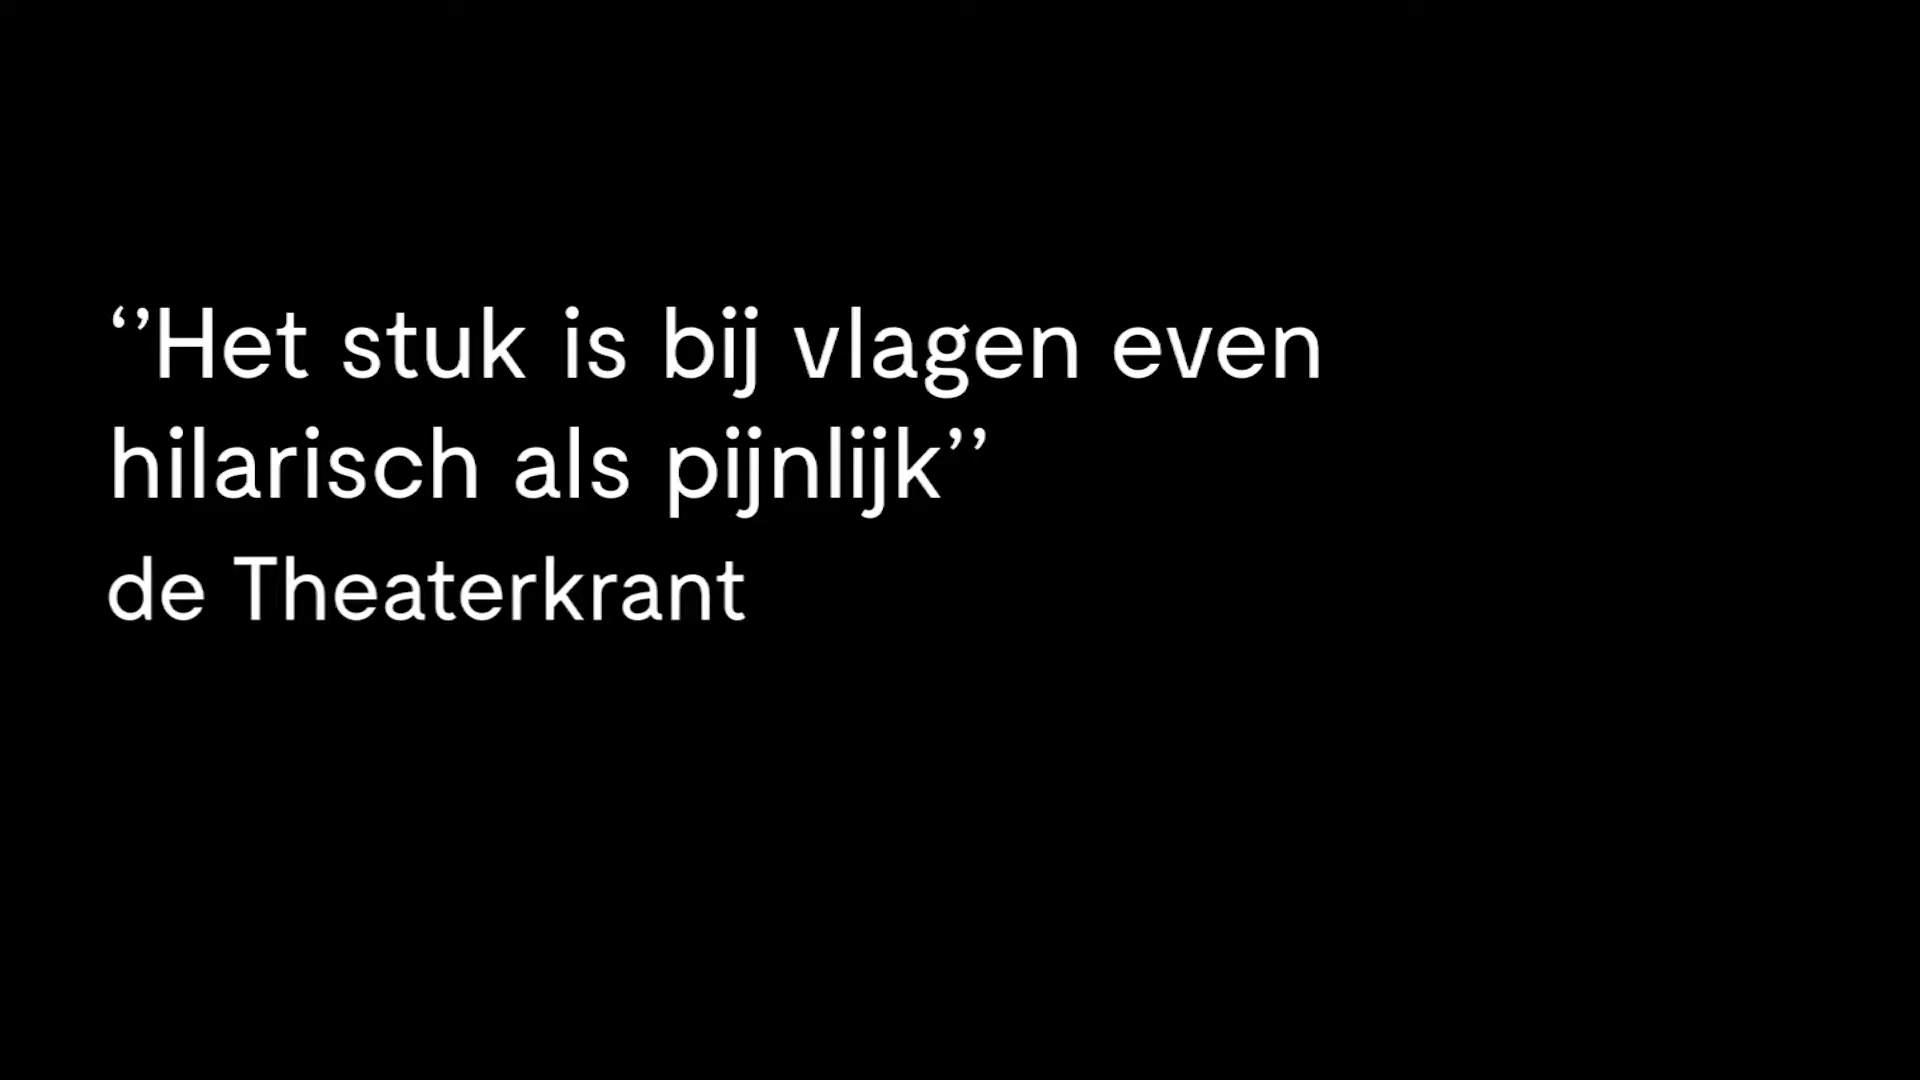 ‘’Het stuk is bij vlagen even
hilarisch als pijnlijk’’
de Theaterkrant